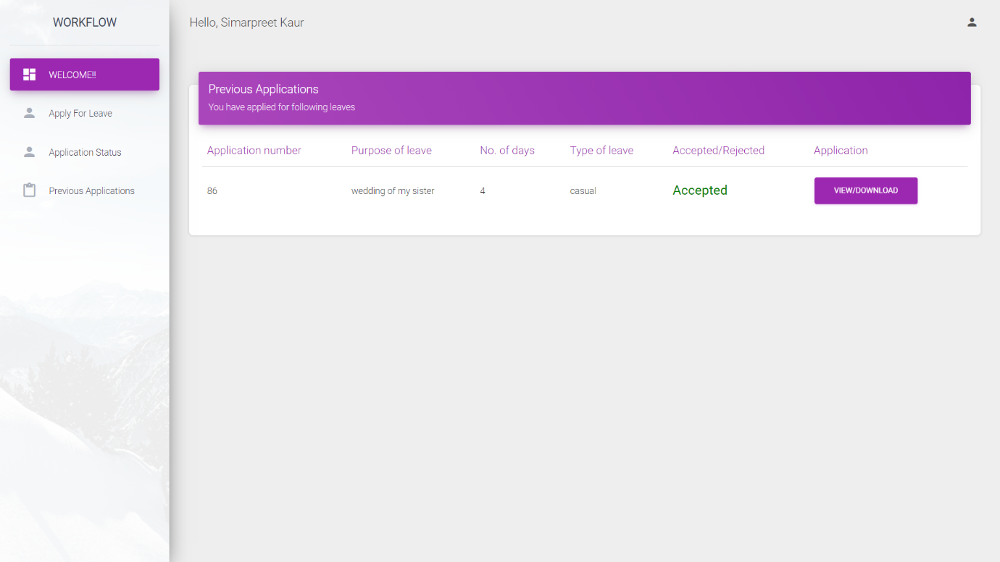 WORKFLOW
Hello, Simarpreet Kaur
WELCOME!!
Apply For Leave
Application Status
Previous Applications
Previous Applications
You have applied for following leaves
Application number Purpose of leave No. of days Type of leave Accepted/Rejected Application
86 wedding of my sister 4 casual Accepted VIEW/DOWNLOAD